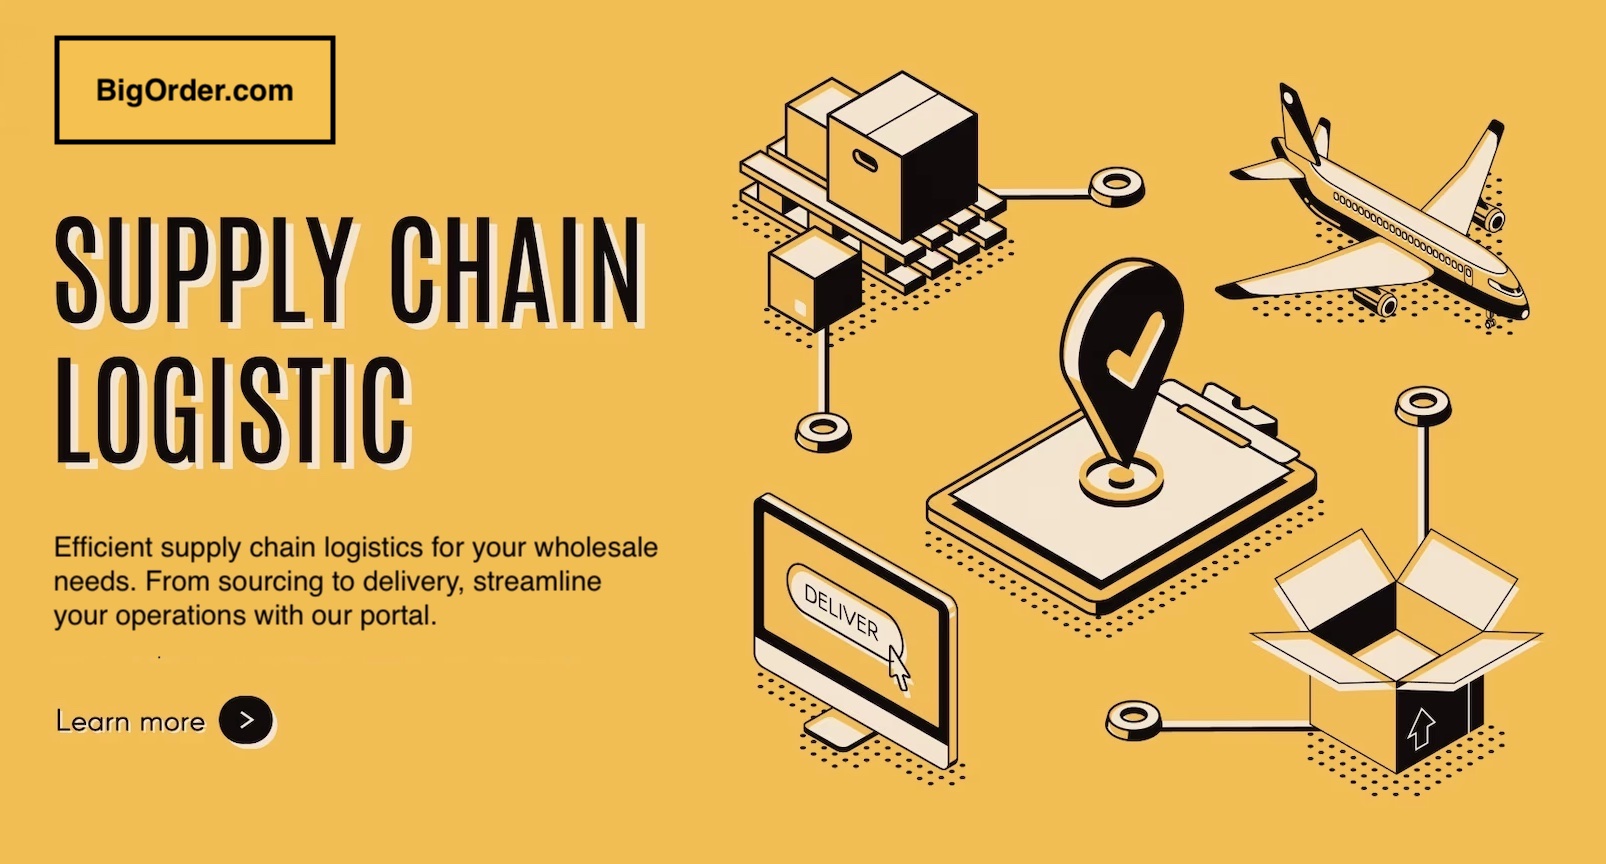 BigOrder.com
SUPPLY CHAIN
LOGISTIC
Efficient supply chain logistics for your wholesale
needs. From sourcing to delivery, streamline
your operations with our portal.
Learn more
DELIVER